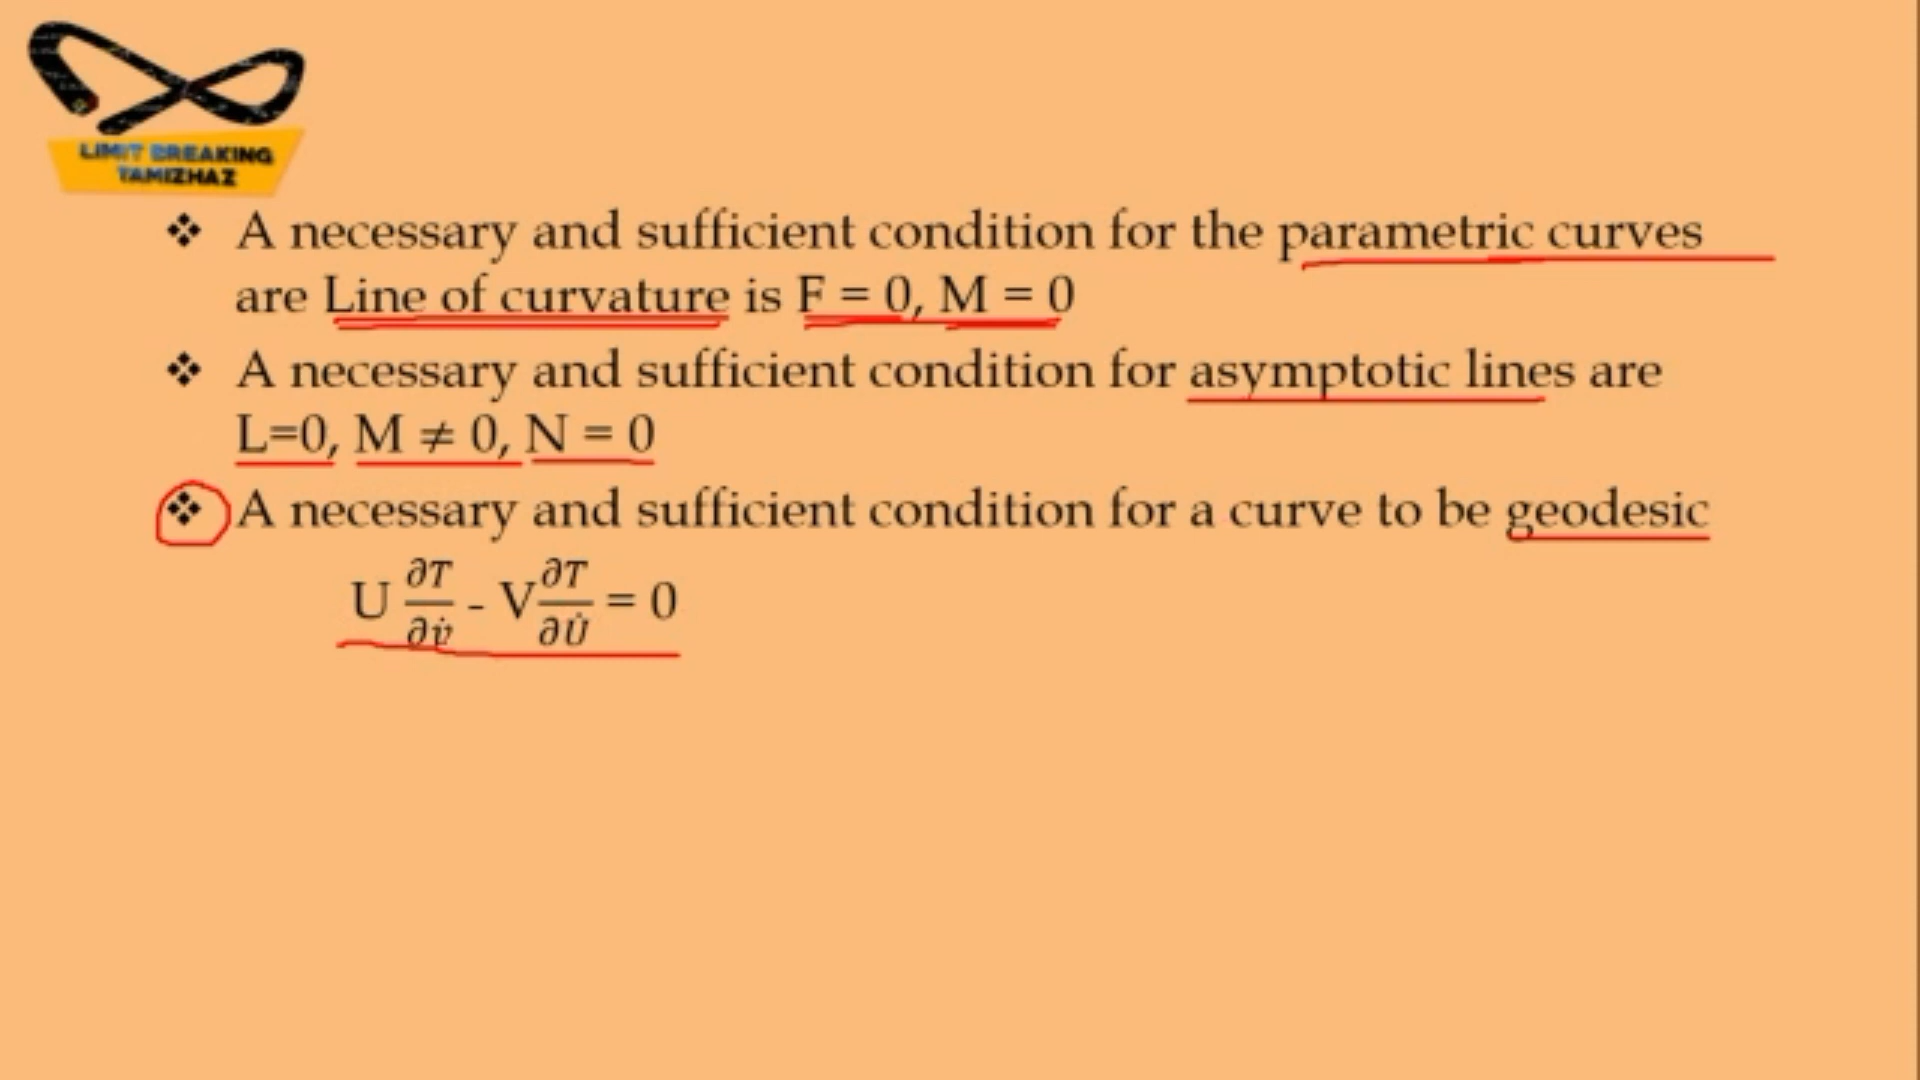 LIMIT BREAKING
TAMIZHAZ
❖ A necessary and sufficient condition for the parametric curves
are Line of curvature is F = 0, M = 0
❖ A necessary and sufficient condition for asymptotic lines are
L=0, M ≠ 0, N = 0
❖ A necessary and sufficient condition for a curve to be geodesic
U ∂T/∂v̇ - V ∂T/∂U̇ = 0